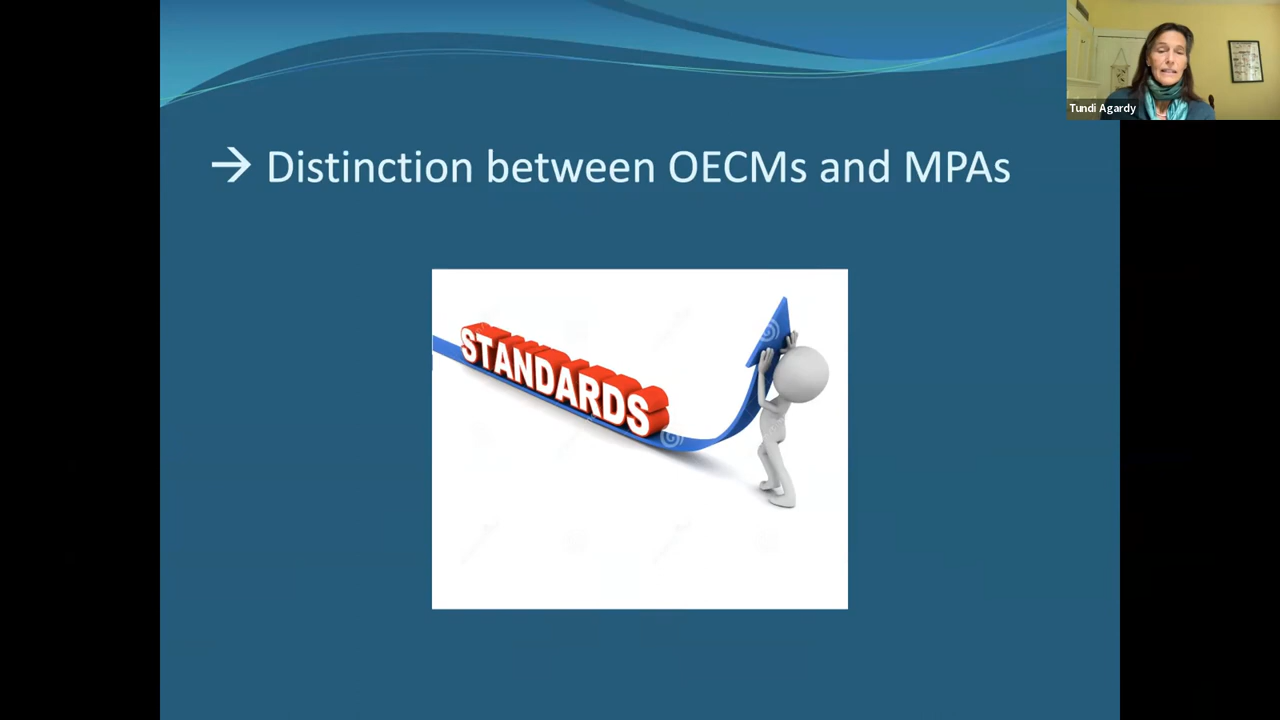 → Distinction between OECMs and MPAs
STANDARDS
Tundi Agardy